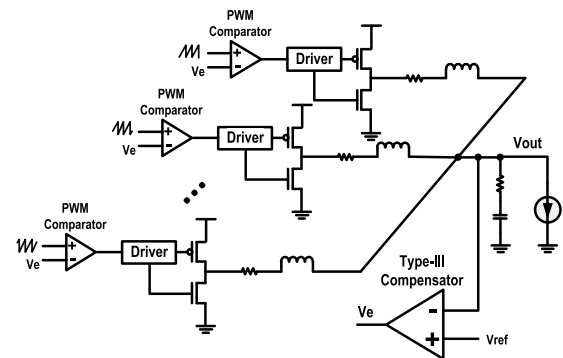 PWM
Comparator
+
-
Ve
Driver
PWM
Comparator
+
-
Ve
Driver
Vout
PWM
Comparator
+
-
Ve
Driver
Type-III
Compensator
Ve
-
+
Vref